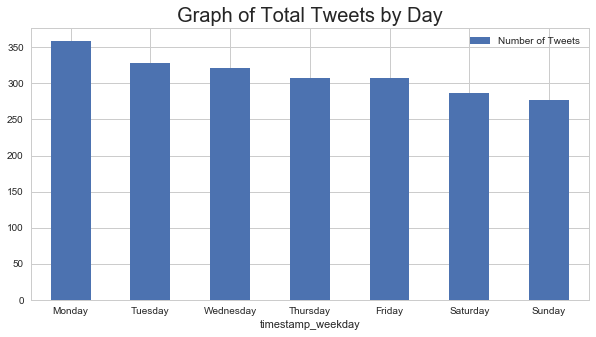 Graph of Total Tweets by Day
Number of Tweets
350
300
250
200
150
100
50
0
Monday Tuesday Wednesday Thursday Friday Saturday Sunday
timestamp_weekday